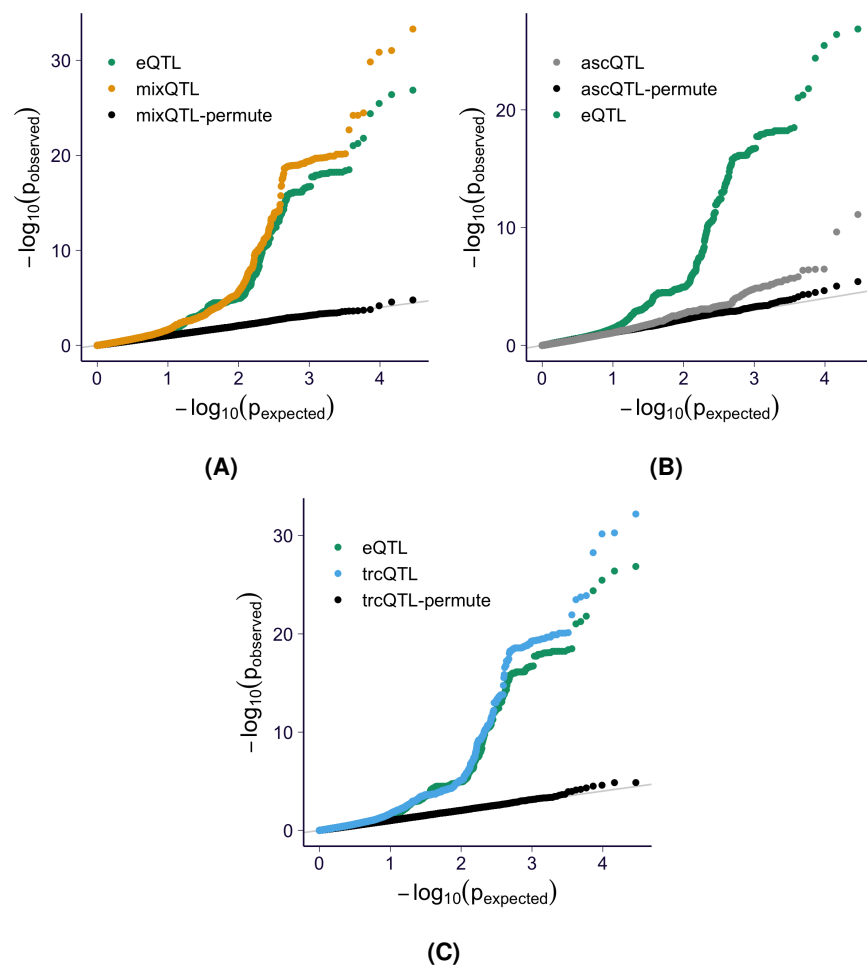 30
20
10
0
0 1 2 3 4
−log10(pobserved)
−log10(pexpected)
eQTL
mixQTL
mixQTL-permute
(A)
20
10
0
0 1 2 3 4
−log10(pobserved)
−log10(pexpected)
ascQTL
ascQTL-permute
eQTL
(B)
30
20
10
0
0 1 2 3 4
−log10(pobserved)
−log10(pexpected)
eQTL
trcQTL
trcQTL-permute
(C)